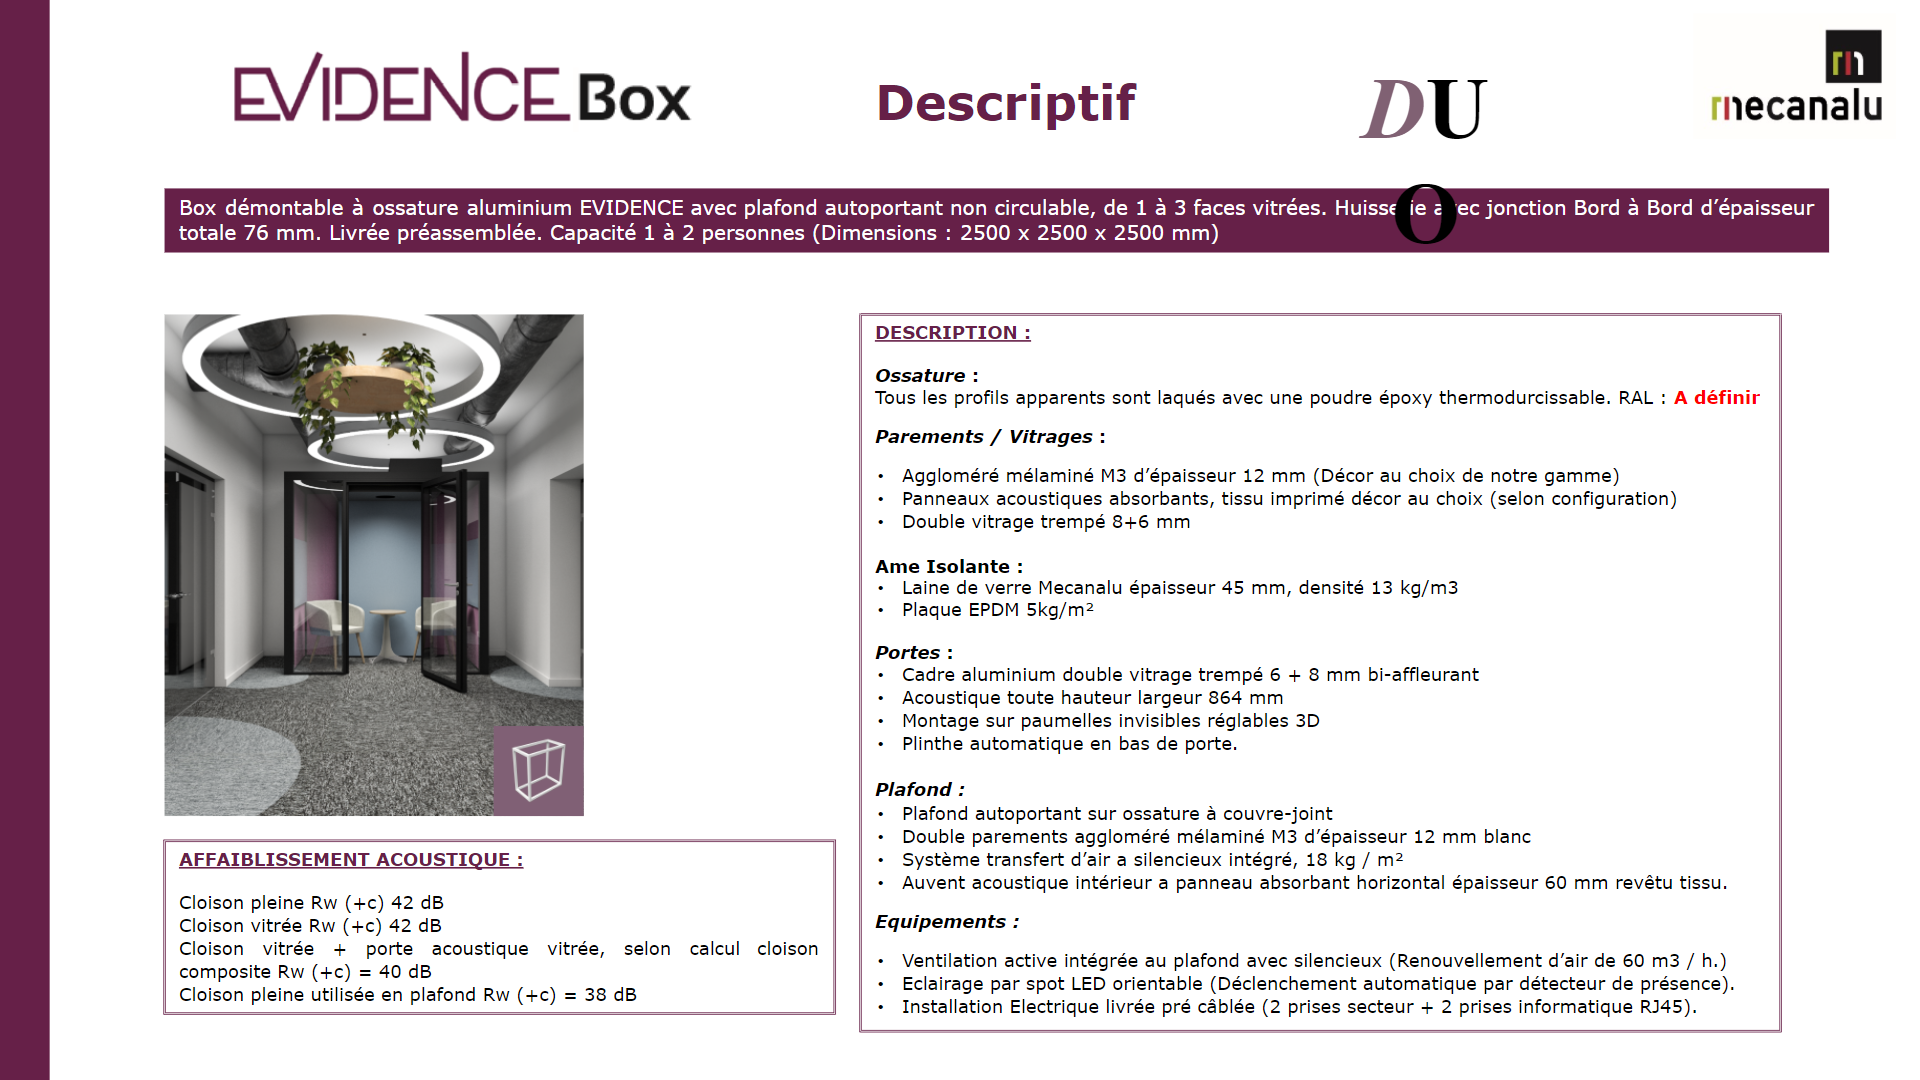 EVIDENCE Box
Descriptif
DU
O
mecanalu
Box démontable à ossature aluminium EVIDENCE avec plafond autoportant non circulable, de 1 à 3 faces vitrées. Huisserie avec jonction Bord à Bord d’épaisseur
totale 76 mm. Livrée préassemblée. Capacité 1 à 2 personnes (Dimensions : 2500 x 2500 x 2500 mm)
AFFAIBLISSEMENT ACOUSTIQUE :
Cloison pleine Rw (+c) 42 dB
Cloison vitrée Rw (+c) 42 dB
Cloison vitrée + porte acoustique vitrée, selon calcul cloison
composite Rw (+c) = 40 dB
Cloison pleine utilisée en plafond Rw (+c) = 38 dB
DESCRIPTION :
Ossature :
Tous les profils apparents sont laqués avec une poudre époxy thermodurcissable. RAL : A définir
Parements / Vitrages :
• Aggloméré mélaminé M3 d’épaisseur 12 mm (Décor au choix de notre gamme)
• Panneaux acoustiques absorbants, tissu imprimé décor au choix (selon configuration)
• Double vitrage trempé 8+6 mm
Ame Isolante :
• Laine de verre Mecanalu épaisseur 45 mm, densité 13 kg/m3
• Plaque EPDM 5kg/m²
Portes :
• Cadre aluminium double vitrage trempé 6 + 8 mm bi-affleurant
• Acoustique toute hauteur largeur 864 mm
• Montage sur paumelles invisibles réglables 3D
• Plinthe automatique en bas de porte.
Plafond :
• Plafond autoportant sur ossature à couvre-joint
• Double parements aggloméré mélaminé M3 d’épaisseur 12 mm blanc
• Système transfert d’air a silencieux intégré, 18 kg / m²
• Auvent acoustique intérieur a panneau absorbant horizontal épaisseur 60 mm revêtu tissu.
Equipements :
• Ventilation active intégrée au plafond avec silencieux (Renouvellement d’air de 60 m3 / h.)
• Eclairage par spot LED orientable (Déclenchement automatique par détecteur de présence).
• Installation Electrique livrée pré câblée (2 prises secteur + 2 prises informatique RJ45).